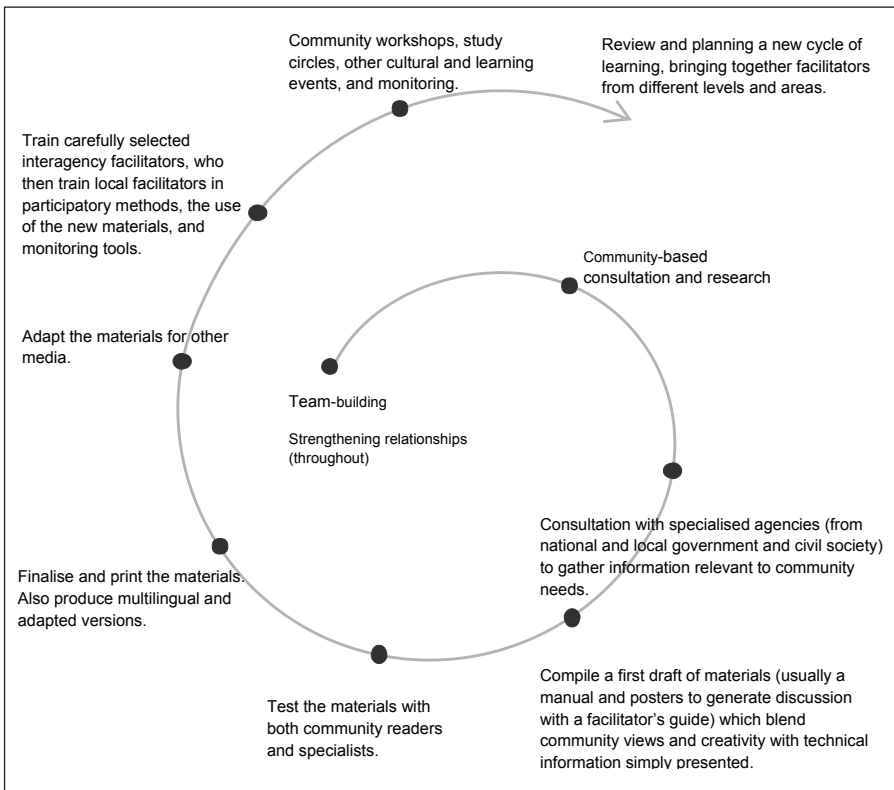 Community workshops, study
circles, other cultural and learning
events, and monitoring.
Review and planning a new cycle of
learning, bringing together facilitators
from different levels and areas.
Train carefully selected
interagency facilitators, who
then train local facilitators in
participatory methods, the use
of the new materials, and
monitoring tools.
Community-based
consultation and research
Adapt the materials for other
media.
Team-building
Strengthening relationships
(throughout)
Consultation with specialised agencies (from
national and local government and civil society)
to gather information relevant to community
needs.
Finalise and print the materials.
Also produce multilingual and
adapted versions.
Compile a first draft of materials (usually a
manual and posters to generate discussion
with a facilitator's guide) which blend
community views and creativity with technical
information simply presented.
Test the materials with
both community readers
and specialists.